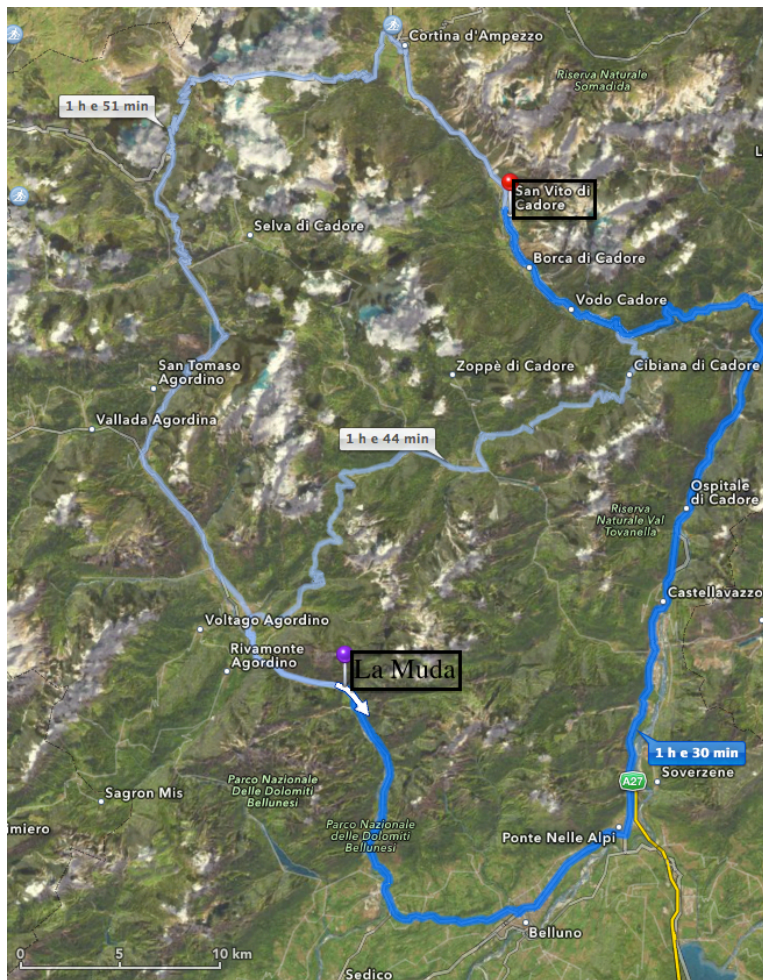 Cortina d'Ampezzo
Riserva Naturale
Somadida
1 h e 51 min
San Vito di
Cadore
Selva di Cadore
Borca di Cadore
Vodo Cadore
San Tomaso
Agordino
Zoppè di Cadore
Cibiana di Cadore
Vallada Agordina
1 h e 44 min
Ospitale
di Cadore
Riserva
Naturale Val
Tovanella
Castellavazzo
Voltago Agordino
Rivamonte
Agordino
La Muda
1 h e 30 min
Soverzene
A27
Parco Nazionale
Delle Dolomiti
Bellunesi
Sagron Mis
imiero
Parco Nazionale
delle Dolomiti
Bellunesi
Ponte Nelle Alpi
Belluno
0 5 10 km
Sedico